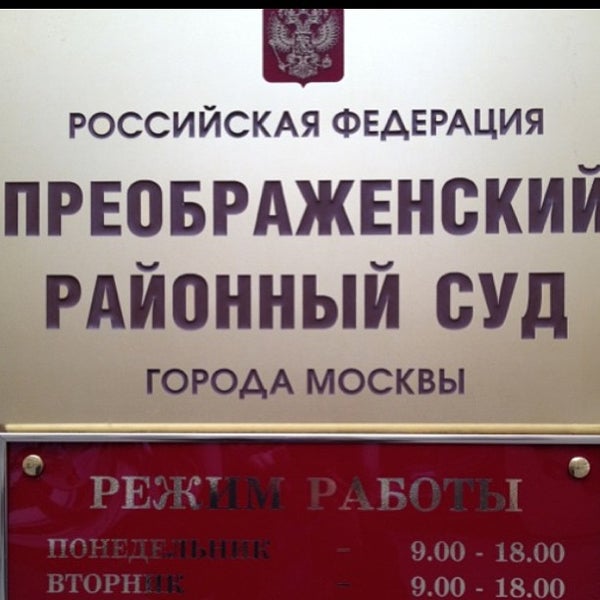 РОССИЙСКАЯ ФЕДЕРАЦИЯ
ПРЕОБРАЖЕНСКИЙ
РАЙОННЫЙ СУД
ГОРОДА МОСКВЫ
РЕЖИМ РАБОТЫ
ПОНЕДЕЛЬНИК - 9.00 - 18.00
ВТОРНИК - 9.00 - 18.00